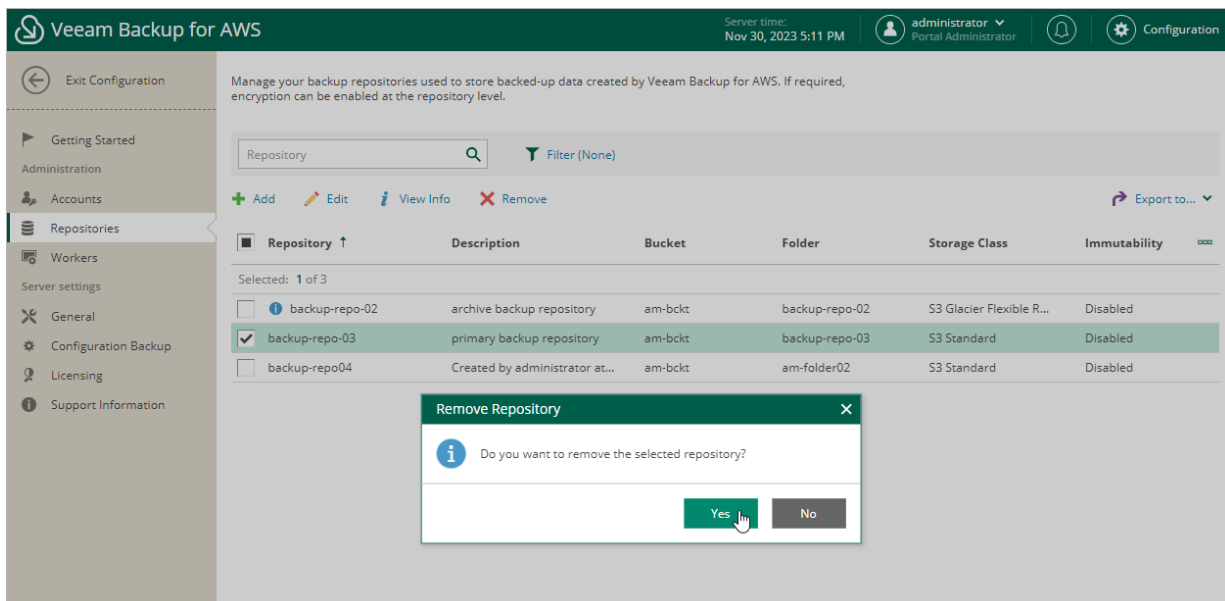 Veeam Backup for AWS
Server time:
Nov 30, 2023 5:11 PM
administrator
Portal Administrator
Configuration
Exit Configuration
Getting Started
Administration
Accounts
Repositories
Workers
Server settings
General
Configuration Backup
Licensing
Support Information
Manage your backup repositories used to store backed-up data created by Veeam Backup for AWS. If required,
encryption can be enabled at the repository level.
Repository
Filter (None)
Add Edit View Info Remove Export to...
Repository ↑ Description Bucket Folder Storage Class Immutability
Selected: 1 of 3
backup-repo-02 archive backup repository am-bckt backup-repo-02 S3 Glacier Flexible R... Disabled
backup-repo-03 primary backup repository am-bckt backup-repo-03 S3 Standard Disabled
backup-repo04 Created by administrator at... am-bckt am-folder02 S3 Standard Disabled
Remove Repository
Do you want to remove the selected repository?
Yes No